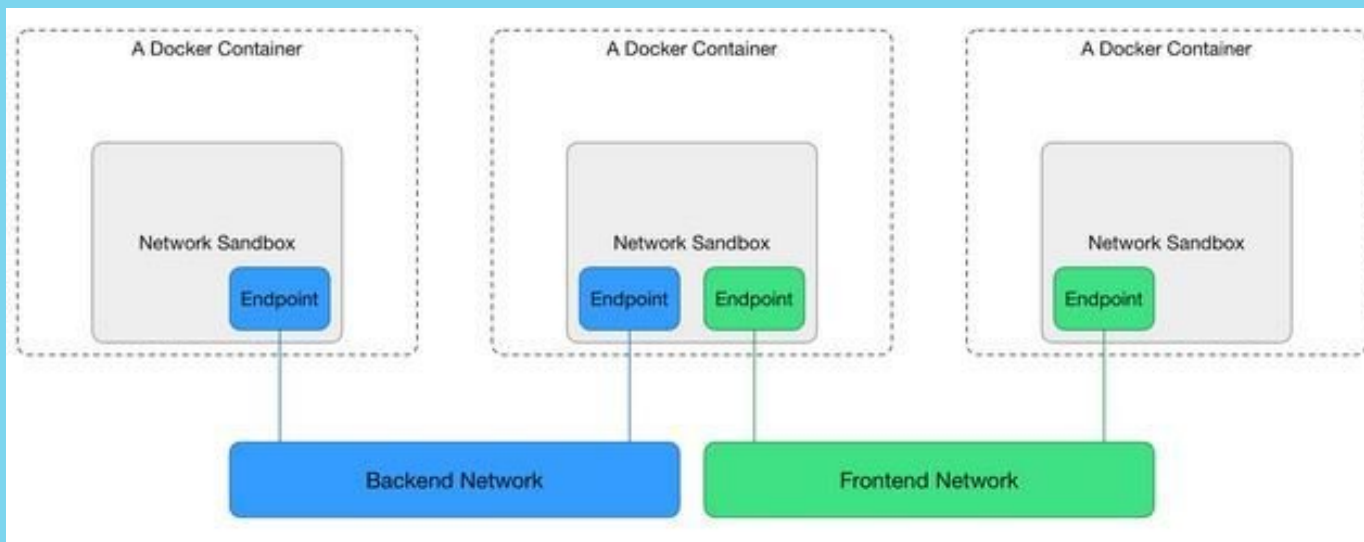 A Docker Container
A Docker Container
A Docker Container
Network Sandbox
Network Sandbox
Network Sandbox
Endpoint
Endpoint
Endpoint
Endpoint
Backend Network
Frontend Network